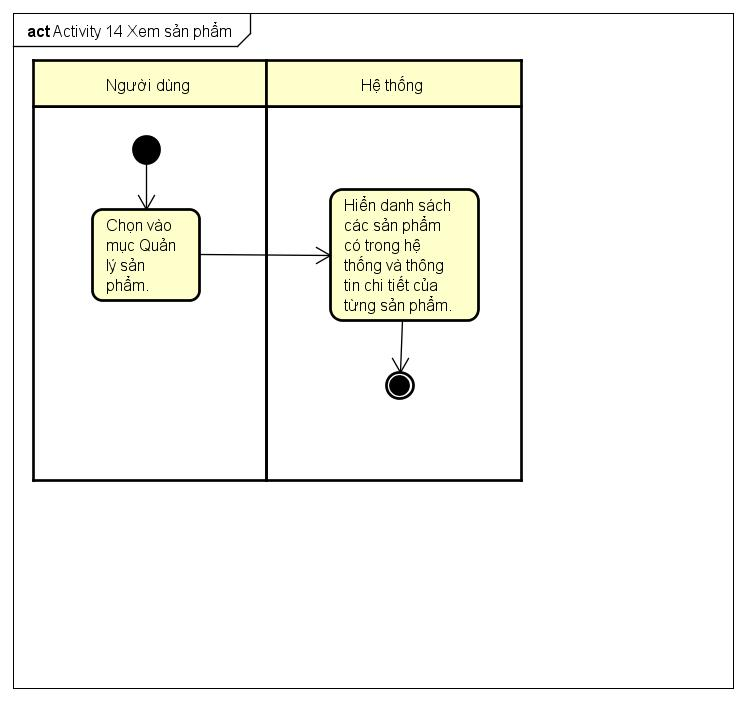 act Activity 14 Xem sản phẩm
Người dùng
Hệ thống
Chọn vào
mục Quản
lý sản
phẩm.
Hiển danh sách
các sản phẩm
có trong hệ
thống và thông
tin chi tiết của
từng sản phẩm.